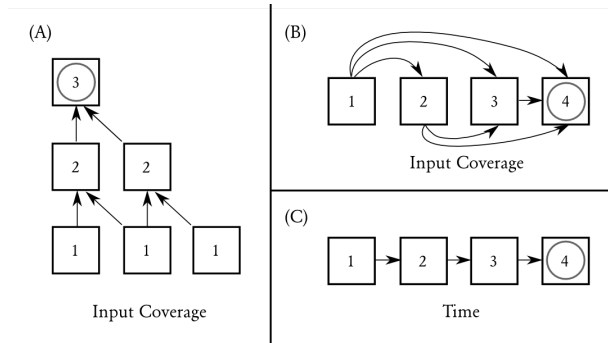 (A)
3
2 2
1 1 1
Input Coverage
(B)
1 2 3 4
Input Coverage
(C)
1 2 3 4
Time